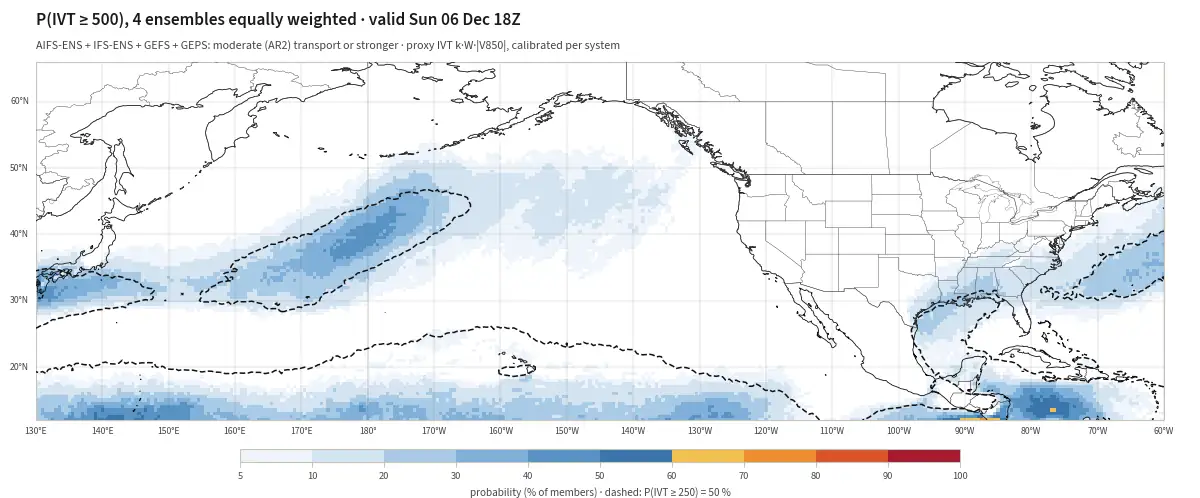 P(IVT ≥ 500), 4 ensembles equally weighted · valid Sun 06 Dec 18Z
AIFS-ENS + IFS-ENS + GEFS + GEPS: moderate (AR2) transport or stronger · proxy IVT k·W·|V850|, calibrated per system
60°N
50°N
40°N
30°N
20°N
130°E 140°E 150°E 160°E 170°E 180° 170°W 160°W 150°W 140°W 130°W 120°W 110°W 100°W 90°W 80°W 70°W 60°W
5 10 20 30 40 50 60 70 80 90 100
probability (% of members) · dashed: P(IVT ≥ 250) = 50 %